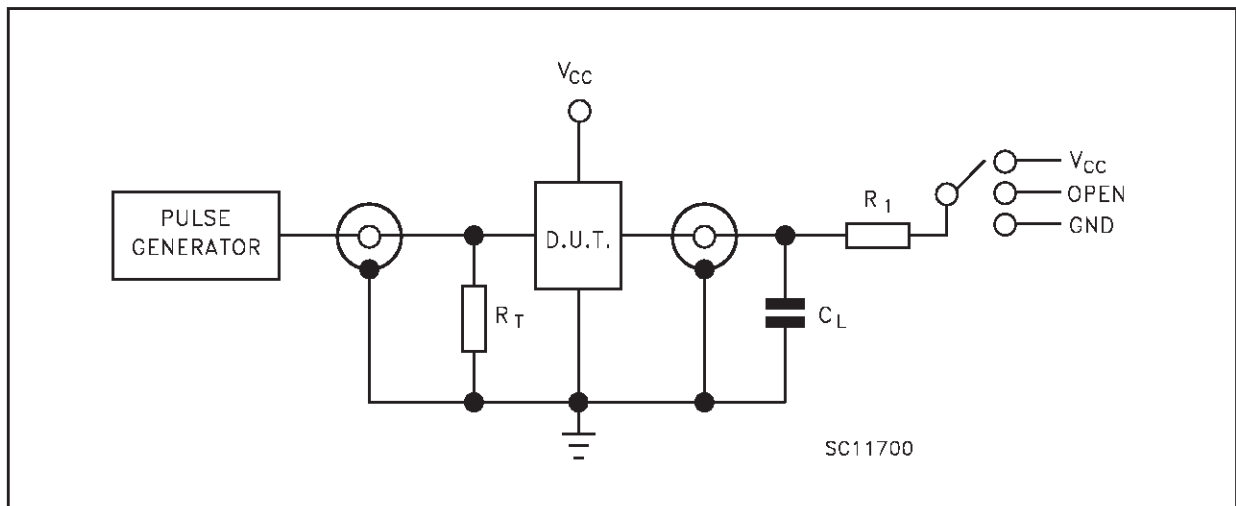 VCC
VCC
OPEN
GND
R1
PULSE
GENERATOR
D.U.T.
RT
CL
SC11700